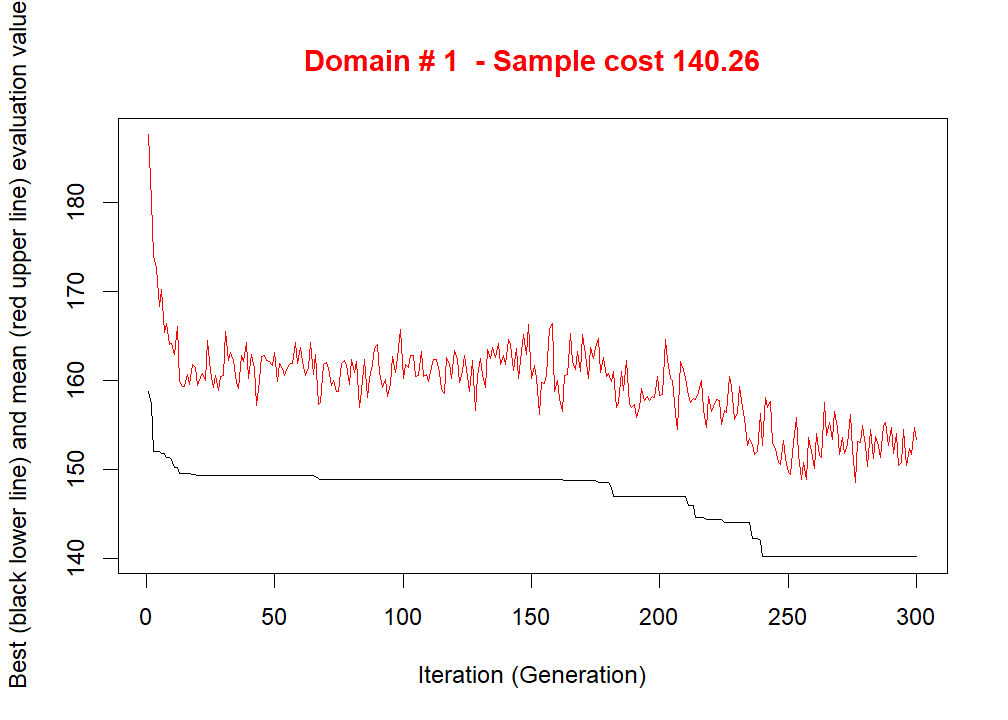 Domain # 1  - Sample cost 140.26
Best (black lower line) and mean (red upper line) evaluation value
180
170
160
150
140
0 50 100 150 200 250 300
Iteration (Generation)